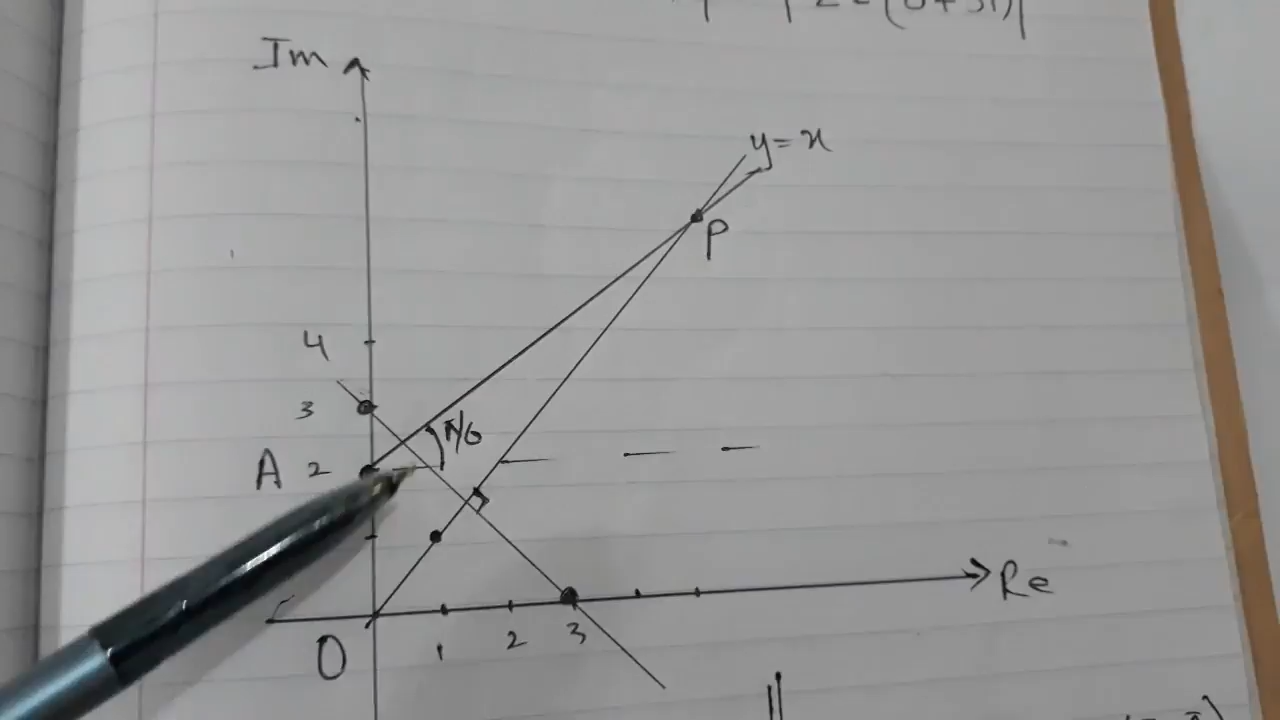 Im
y = x
P
4
3
π/6
A 2
Re
O
1 2 3